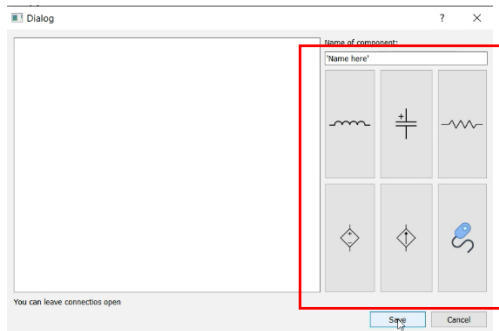 Dialog
?
Name of component:
'Name here'
+
You can leave connectios open
Save
Cancel